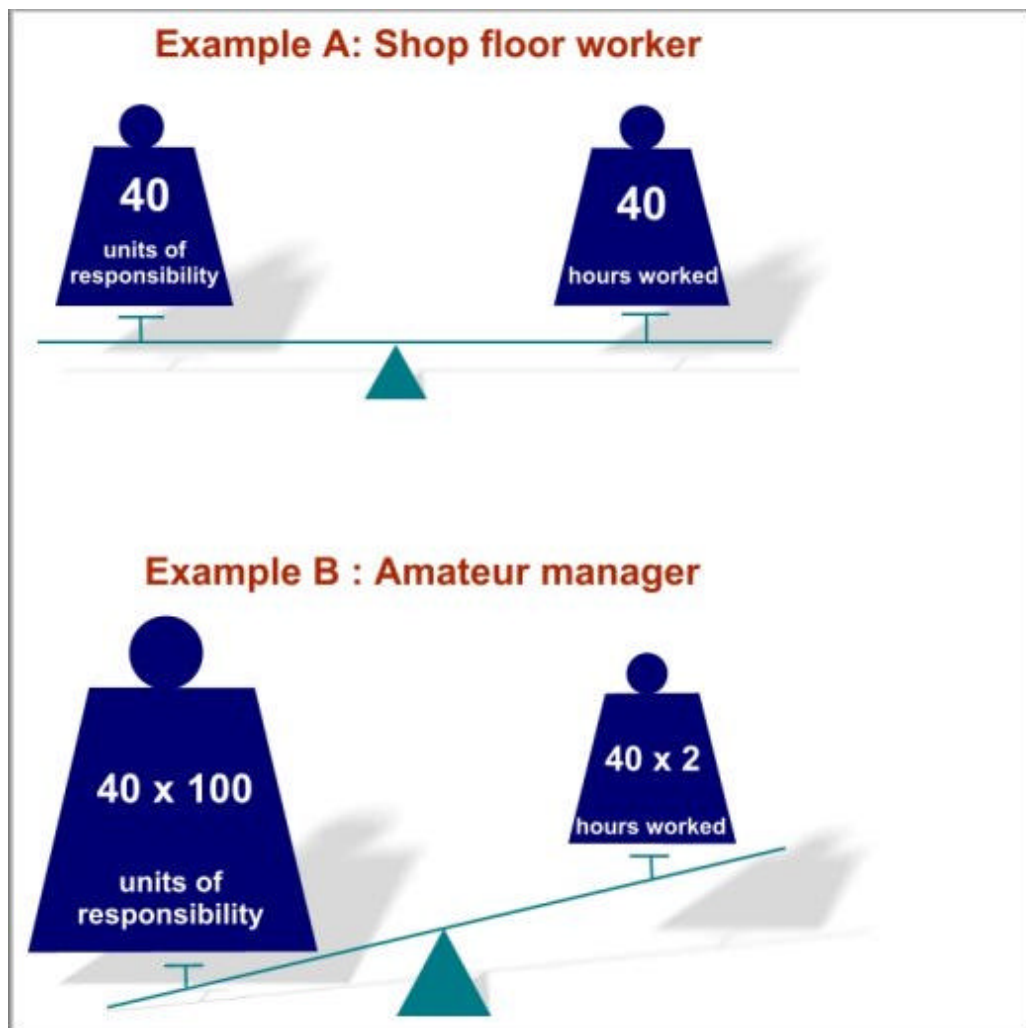 Example A: Shop floor worker
40
units of
responsibility
40
hours worked
Example B : Amateur manager
40 x 100
units of
responsibility
40 x 2
hours worked